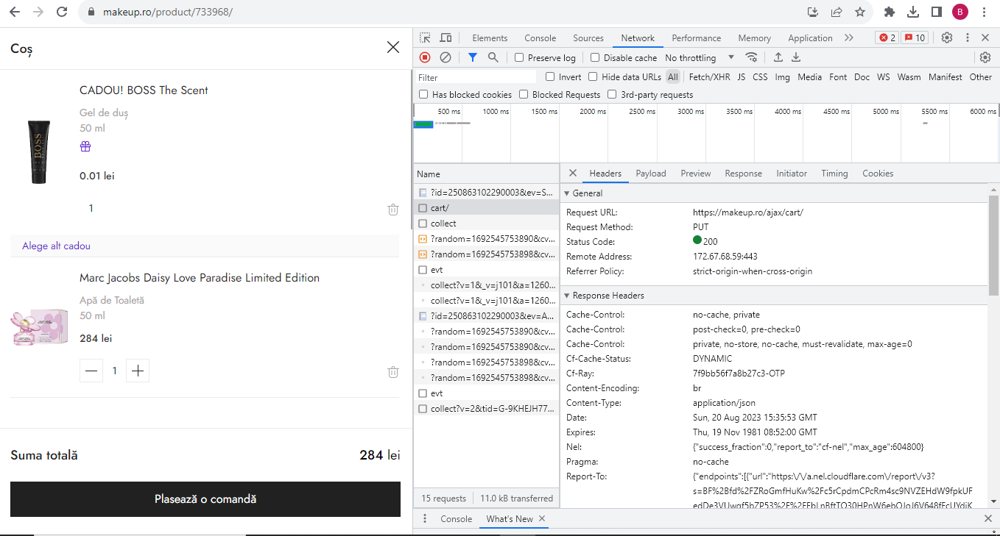 makeup.ro/product/733968/
B
Coș
CADOU! BOSS The Scent
Gel de duș
50 ml
BOSS
0.01 lei
1
Alege alt cadou
Marc Jacobs Daisy Love Paradise Limited Edition
Apă de Toaletă
50 ml
284 lei
1
Suma totală 284 lei
Plasează o comandă
Elements Console Sources Network Performance Memory Application 2 10
Preserve log Disable cache No throttling
Filter Invert Hide data URLs All Fetch/XHR JS CSS Img Media Font Doc WS Wasm Manifest Other
Has blocked cookies Blocked Requests 3rd-party requests
500 ms 1000 ms 1500 ms 2000 ms 2500 ms 3000 ms 3500 ms 4000 ms 4500 ms 5000 ms 5500 ms 6000 ms
Name
?id=250863102290003&ev=S...
cart/
collect
?random=1692545753890&cv...
?random=1692545753898&cv...
evt
collect?v=1&_v=j101&a=1260...
collect?v=1&_v=j101&a=1260...
?id=250863102290003&ev=A...
?random=1692545753890&cv...
?random=1692545753890&cv...
?random=1692545753898&cv...
?random=1692545753898&cv...
evt
collect?v=2&tid=G-9KHEJH77...
15 requests 11.0 kB transferred
Headers Payload Preview Response Initiator Timing Cookies
General
Request URL: https://makeup.ro/ajax/cart/
Request Method: PUT
Status Code: 200
Remote Address: 172.67.68.59:443
Referrer Policy: strict-origin-when-cross-origin
Response Headers
Cache-Control: no-cache, private
Cache-Control: post-check=0, pre-check=0
Cache-Control: private, no-store, no-cache, must-revalidate, max-age=0
Cf-Cache-Status: DYNAMIC
Cf-Ray: 7f9bb56f7a8b27c3-OTP
Content-Encoding: br
Content-Type: application/json
Date: Sun, 20 Aug 2023 15:35:53 GMT
Expires: Thu, 19 Nov 1981 08:52:00 GMT
Nel: {"success_fraction":0,"report_to":"cf-nel","max_age":604800}
Pragma: no-cache
Report-To: {"endpoints":[{"url":"https:\/\/a.nel.cloudflare.com\/report\/v3?
s=BF%2Bfd%2FZRoGmfHuKw%2Fc5rCpdmCPcRm4sc9NVZEHdW9fpkUF
Console What's New